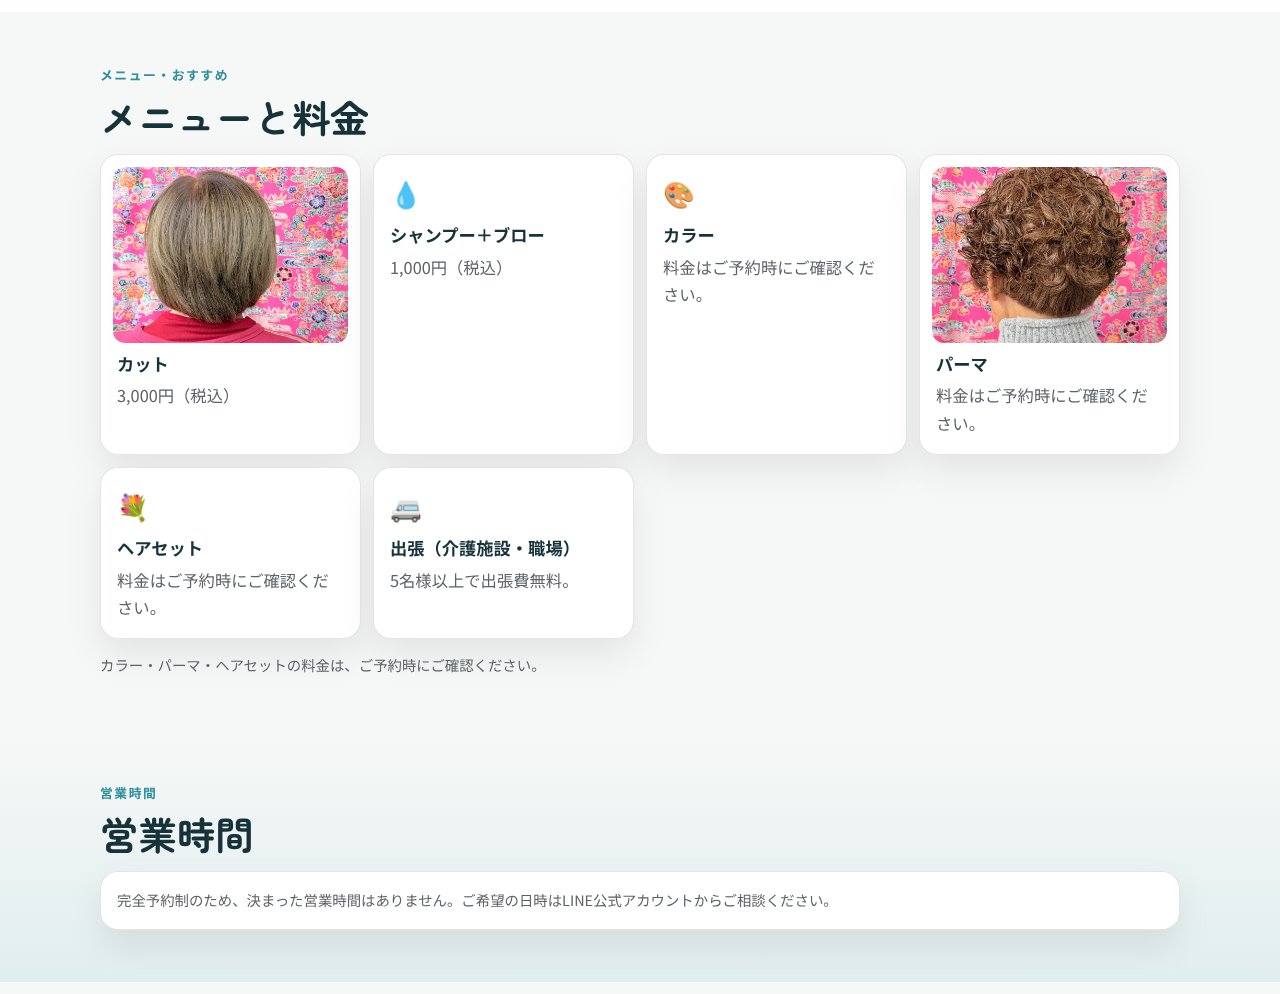 メニュー・おすすめ
メニューと料金
カット
3,000円（税込）
シャンプー＋ブロー
1,000円（税込）
カラー
料金はご予約時にご確認くだ
さい。
パーマ
料金はご予約時にご確認くだ
さい。
ヘアセット
料金はご予約時にご確認くだ
さい。
出張（介護施設・職場）
5名様以上で出張費無料。
カラー・パーマ・ヘアセットの料金は、ご予約時にご確認ください。
営業時間
営業時間
完全予約制のため、決まった営業時間はありません。ご希望の日時はLINE公式アカウントからご相談ください。